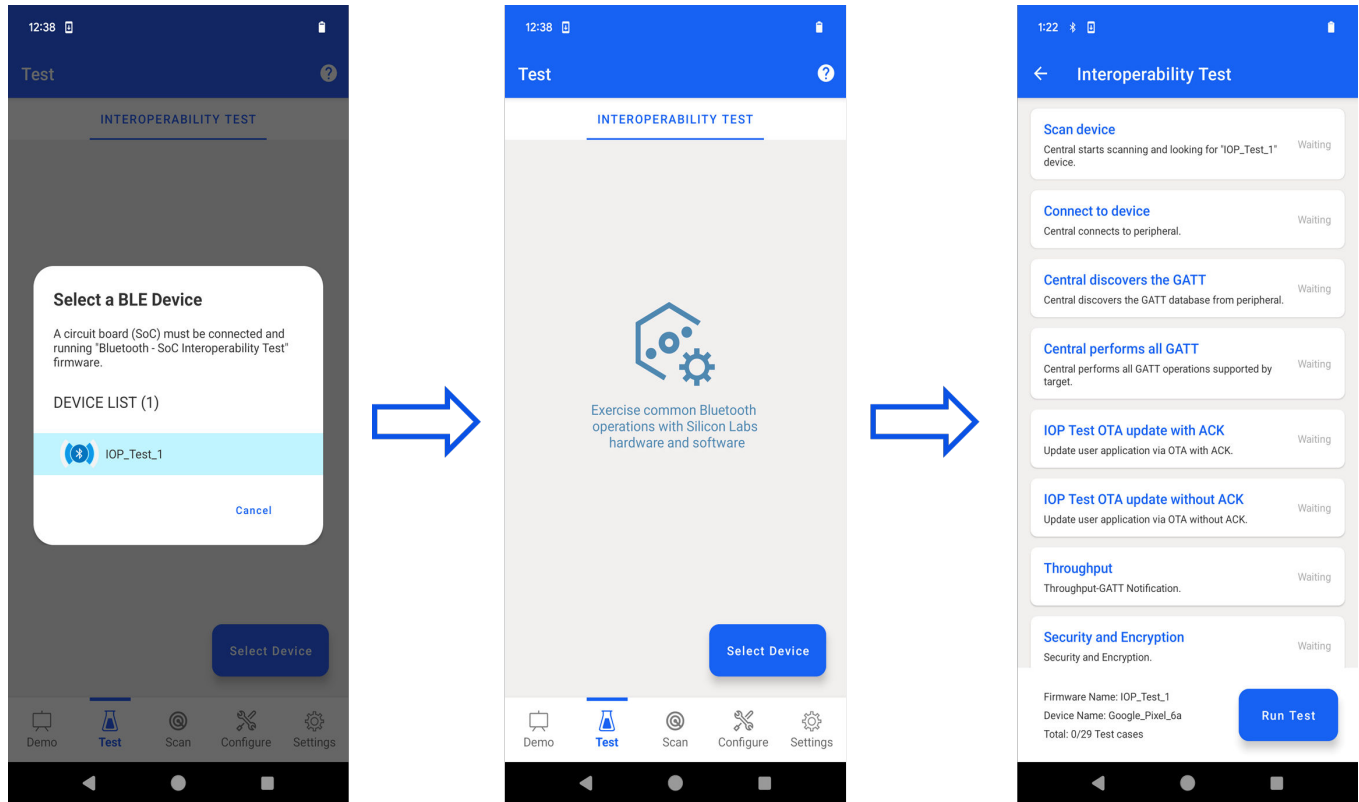 12:38
Test
?
INTEROPERABILITY TEST
Select a BLE Device
A circuit board (SoC) must be connected and
running "Bluetooth - SoC Interoperability Test"
firmware.
DEVICE LIST (1)
IOP_Test_1
Cancel
Select Device
Demo
Test
Scan
Configure
Settings
12:38
Test
?
INTEROPERABILITY TEST
Exercise common Bluetooth
operations with Silicon Labs
hardware and software
Select Device
Demo
Test
Scan
Configure
Settings
1:22
Interoperability Test
Scan device
Central starts scanning and looking for "IOP_Test_1"
device.
Waiting
Connect to device
Central connects to peripheral.
Waiting
Central discovers the GATT
Central discovers the GATT database from peripheral.
Waiting
Central performs all GATT
Central performs all GATT operations supported by
target.
Waiting
IOP Test OTA update with ACK
Update user application via OTA with ACK.
Waiting
IOP Test OTA update without ACK
Update user application via OTA without ACK.
Waiting
Throughput
Throughput-GATT Notification.
Waiting
Security and Encryption
Security and Encryption.
Waiting
Firmware Name: IOP_Test_1
Device Name: Google_Pixel_6a
Total: 0/29 Test cases
Run Test